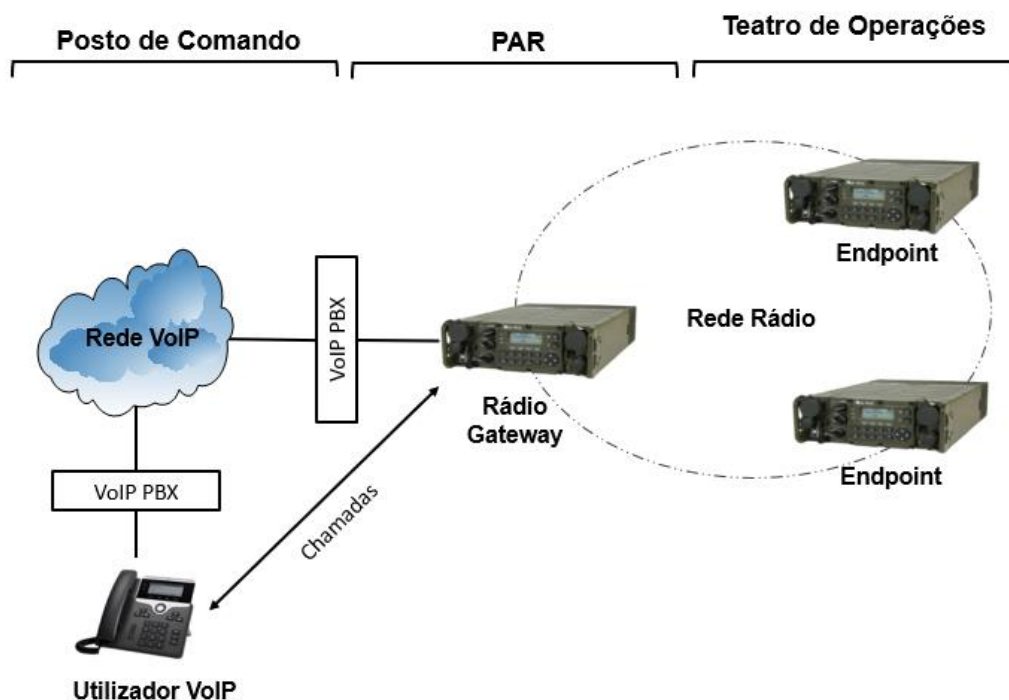 Posto de Comando
PAR
Teatro de Operações
Endpoint
Rede VoIP
VoIP PBX
Rede Rádio
Rádio
Gateway
Endpoint
VoIP PBX
Chamadas
Utilizador VoIP